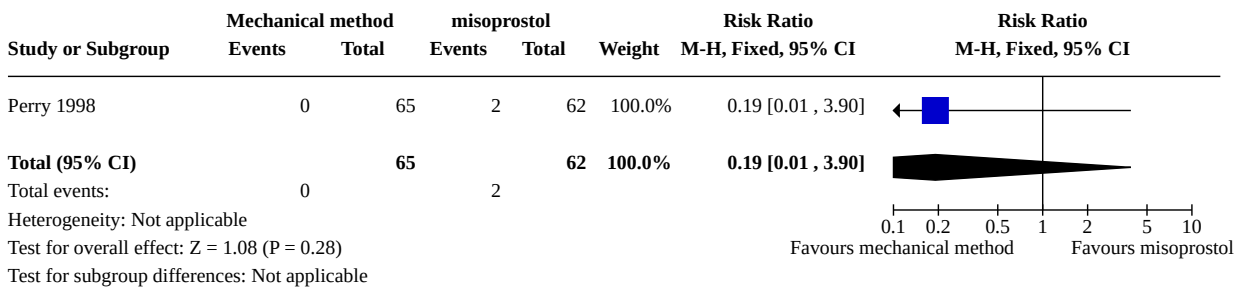 Mechanical method misoprostol Risk Ratio Risk Ratio
Study or Subgroup Events Total Events Total Weight M-H, Fixed, 95% CI M-H, Fixed, 95% CI
Perry 1998 0 65 2 62 100.0% 0.19 [0.01 , 3.90]
Total (95% CI) 65 62 100.0% 0.19 [0.01 , 3.90]
Total events: 0 2
Heterogeneity: Not applicable
0.1 0.2 0.5 1 2 5 10
Test for overall effect: Z = 1.08 (P = 0.28) Favours mechanical method Favours misoprostol
Test for subgroup differences: Not applicable